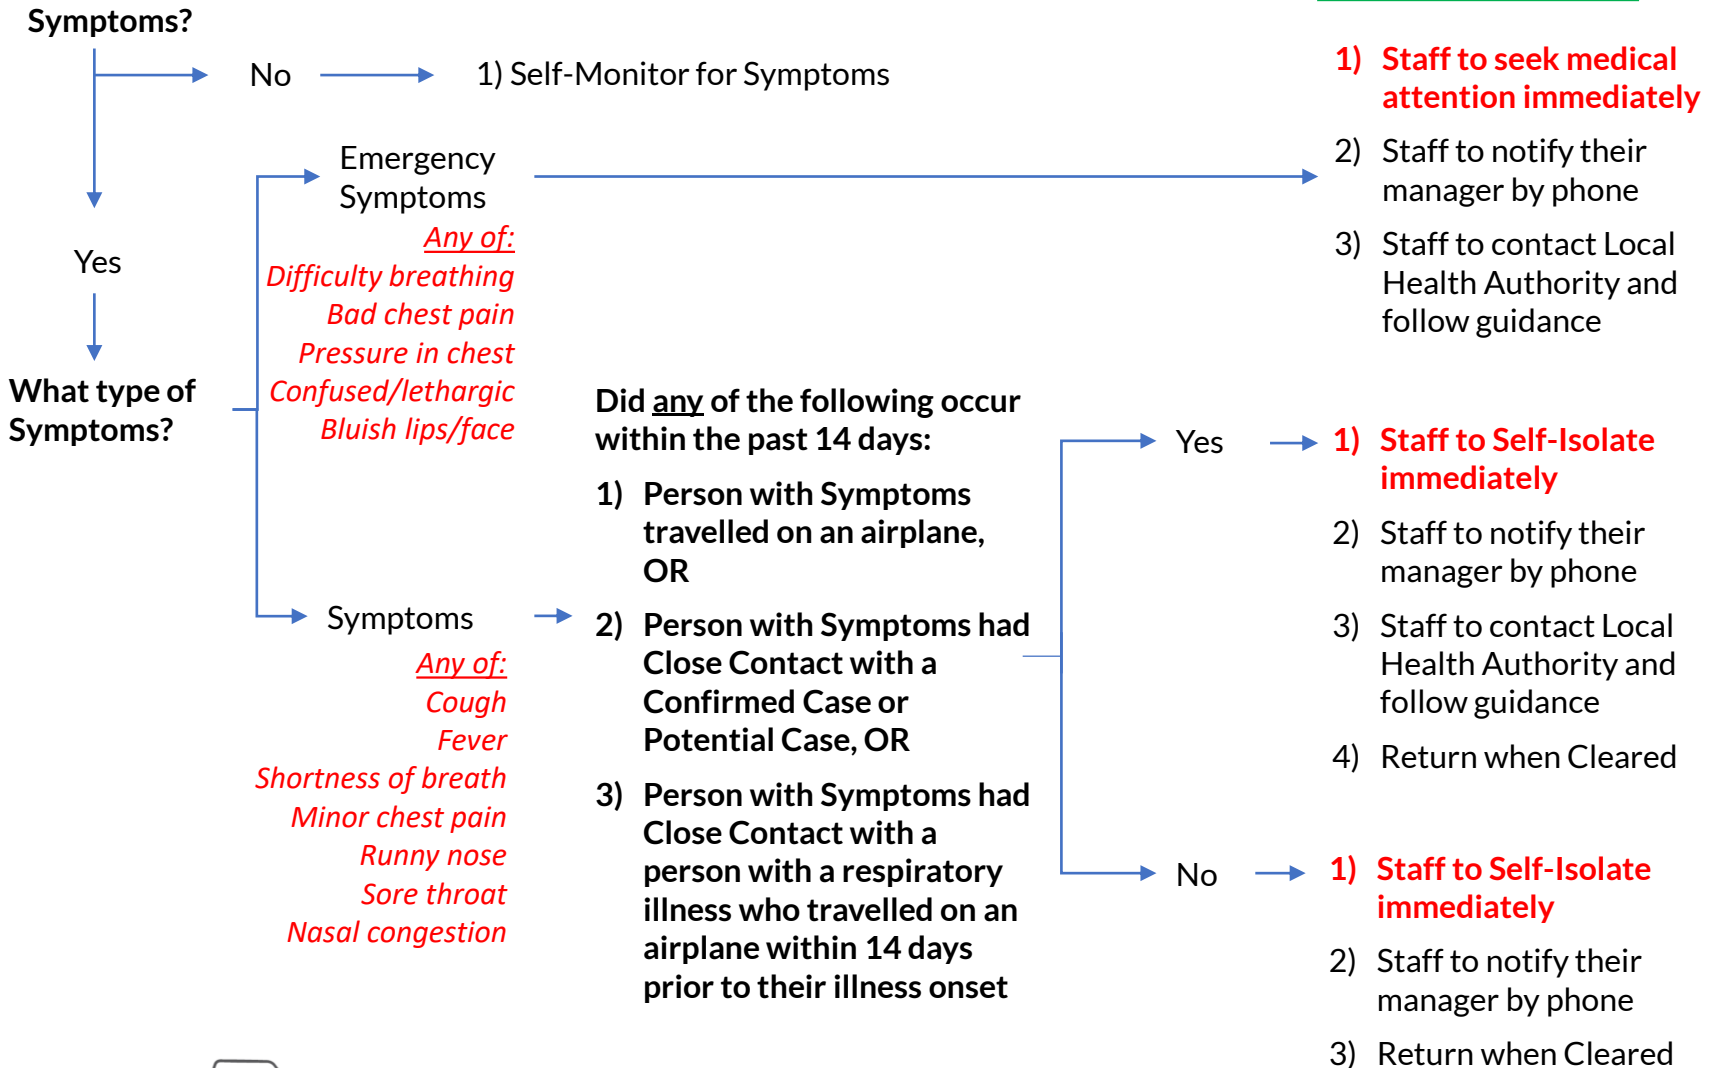 Symptoms?
No
1) Self-Monitor for Symptoms
Yes
What type of
Symptoms?
Emergency
Symptoms
Any of:
Difficulty breathing
Bad chest pain
Pressure in chest
Confused/lethargic
Bluish lips/face
1) Staff to seek medical
attention immediately
2) Staff to notify their
manager by phone
3) Staff to contact Local
Health Authority and
follow guidance
Symptoms
Any of:
Cough
Fever
Shortness of breath
Minor chest pain
Runny nose
Sore throat
Nasal congestion
Did any of the following occur
within the past 14 days:
1) Person with Symptoms
travelled on an airplane,
OR
2) Person with Symptoms had
Close Contact with a
Confirmed Case or
Potential Case, OR
3) Person with Symptoms had
Close Contact with a
person with a respiratory
illness who travelled on an
airplane within 14 days
prior to their illness onset
Yes
1) Staff to Self-Isolate
immediately
2) Staff to notify their
manager by phone
3) Staff to contact Local
Health Authority and
follow guidance
4) Return when Cleared
No
1) Staff to Self-Isolate
immediately
2) Staff to notify their
manager by phone
3) Return when Cleared